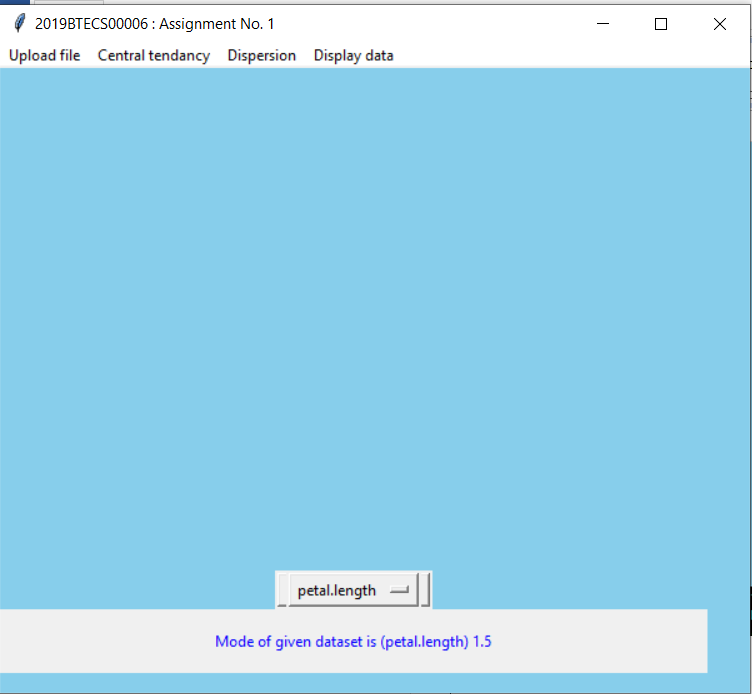 2019BTECS00006 : Assignment No. 1
Upload file Central tendancy Dispersion Display data
petal.length
Mode of given dataset is (petal.length) 1.5